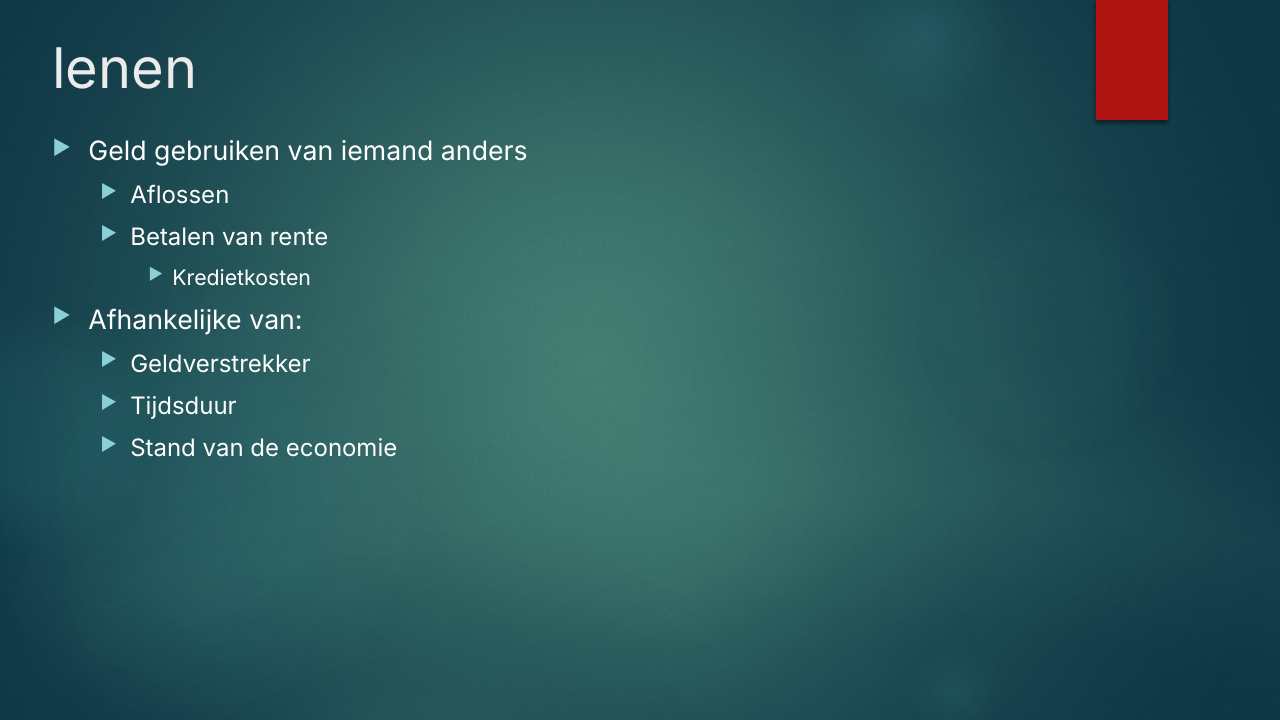 lenen
Geld gebruiken van iemand anders
Aflossen
Betalen van rente
Kredietkosten
Afhankelijke van:
Geldverstrekker
Tijdsduur
Stand van de economie